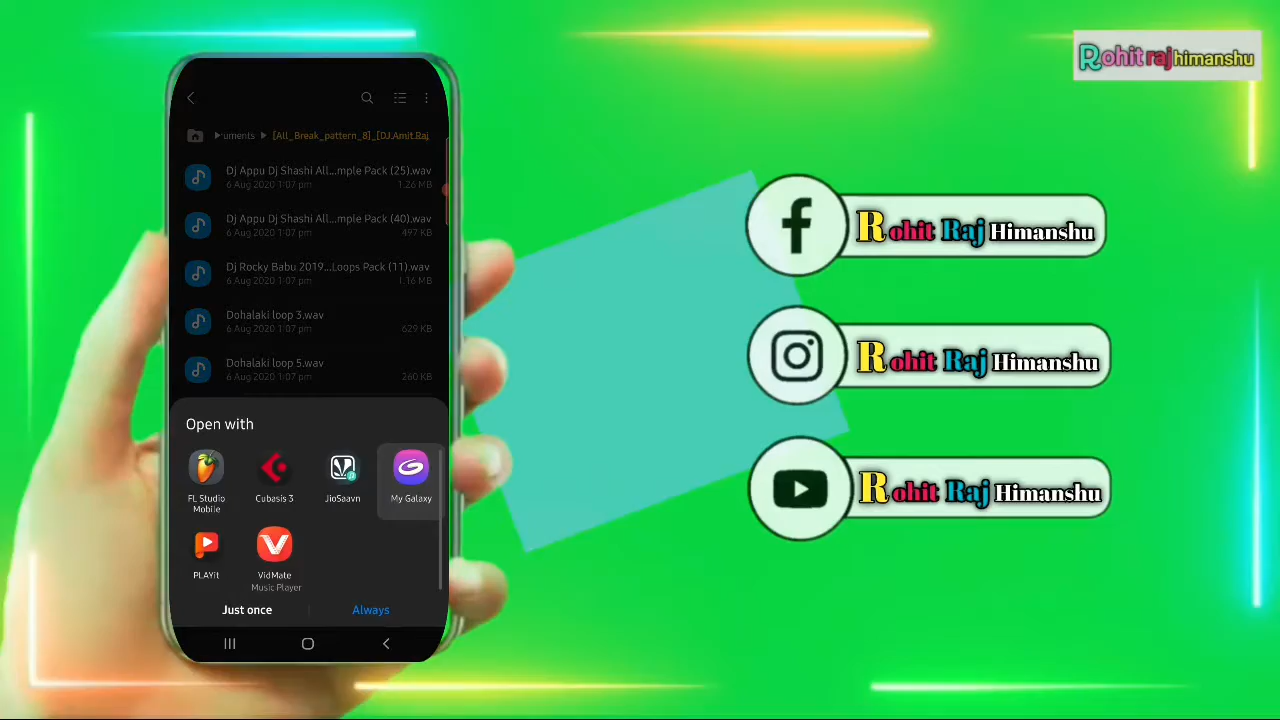 Rohit raj himanshu
▶uments ▶ [All_Break_pattern_8]_[DJ.Amit.Raj
Dj Appu Dj Shashi All...mple Pack (25).wav
6 Aug 2020 1:07 pm 1.26 MB
Dj Appu Dj Shashi All...mple Pack (40).wav
6 Aug 2020 1:07 pm 497 KB
Dj Rocky Babu 2019...Loops Pack (11).wav
6 Aug 2020 1:07 pm 1.16 MB
Dohalaki loop 3.wav
6 Aug 2020 1:07 pm 629 KB
Dohalaki loop 5.wav
6 Aug 2020 1:07 pm 260 KB
Open with
FL Studio Mobile
Cubasis 3
JioSaavn
My Galaxy
PLAYit
VidMate
Music Player
Just once Always
Rohit Raj Himanshu
Rohit Raj Himanshu
Rohit Raj Himanshu